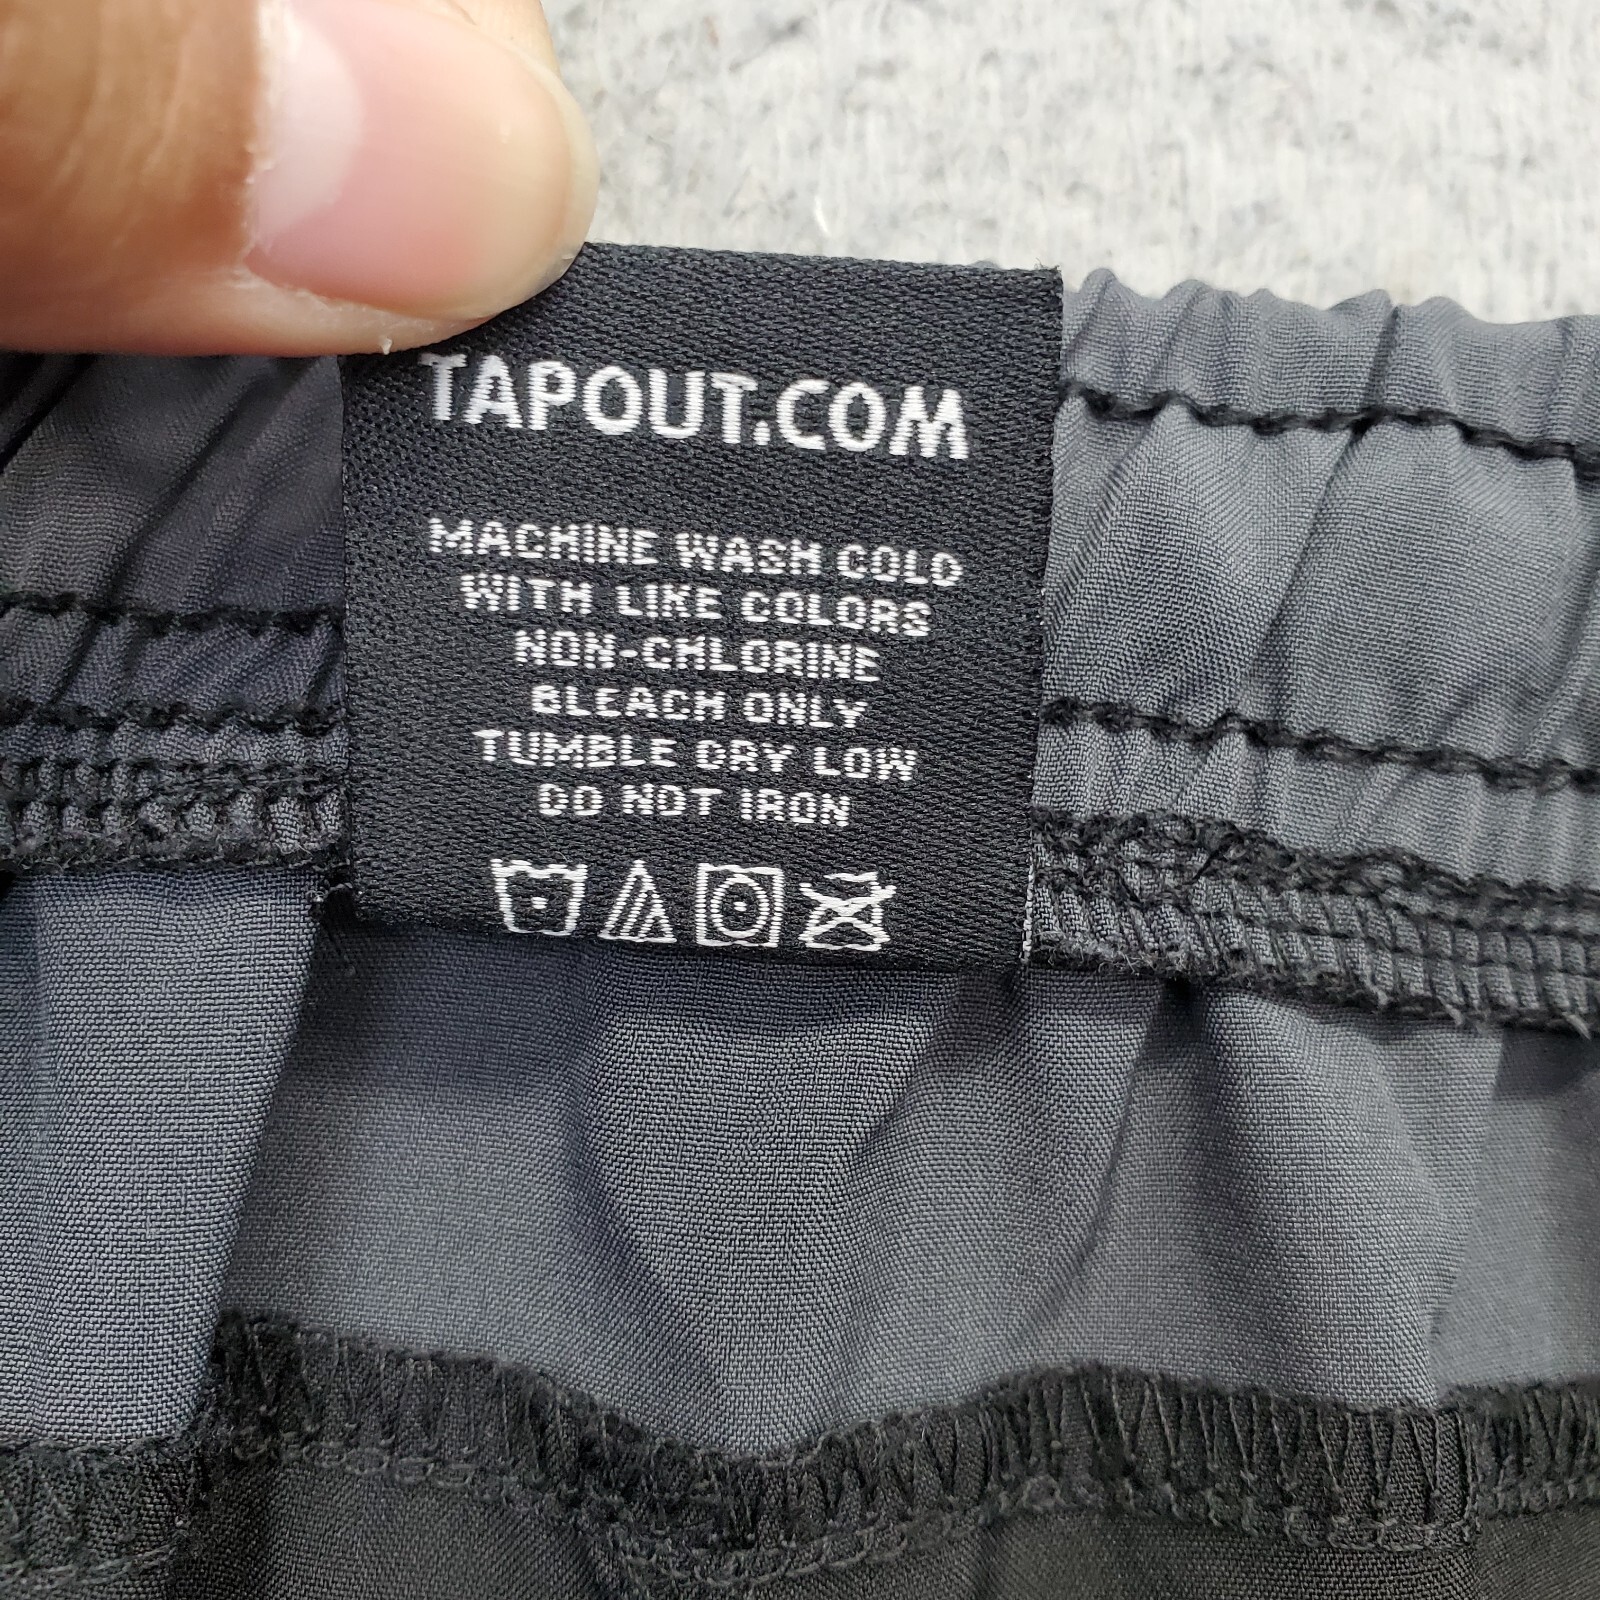 TAPOUT.COM
MACHINE WASH COLD
WITH LIKE COLORS
NON-CHLORINE
BLEACH ONLY
TUMBLE DRY LOW
DO NOT IRON